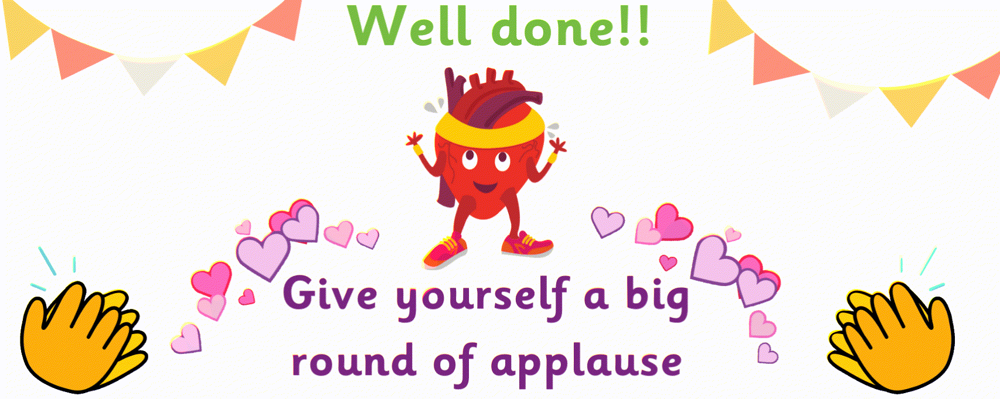 Well done!!
Give yourself a big
round of applause